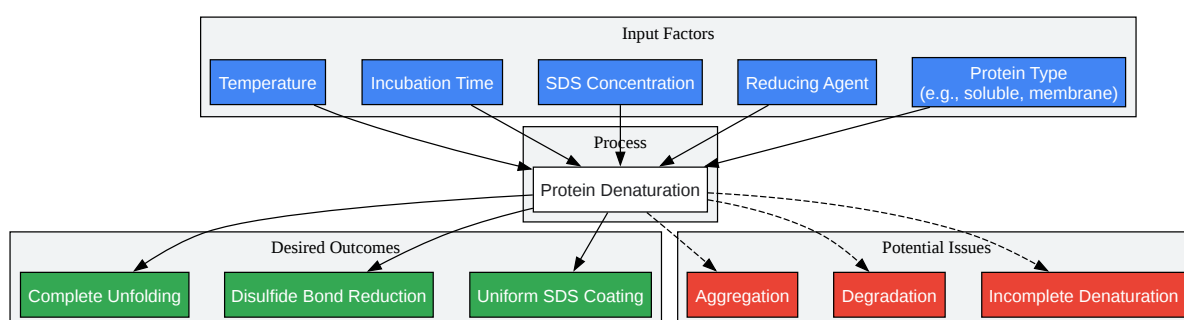 Input Factors
Temperature
Incubation Time
SDS Concentration
Reducing Agent
Protein Type
(e.g., soluble, membrane)
Process
Protein Denaturation
Desired Outcomes
Potential Issues
Complete Unfolding
Disulfide Bond Reduction
Uniform SDS Coating
Aggregation
Degradation
Incomplete Denaturation